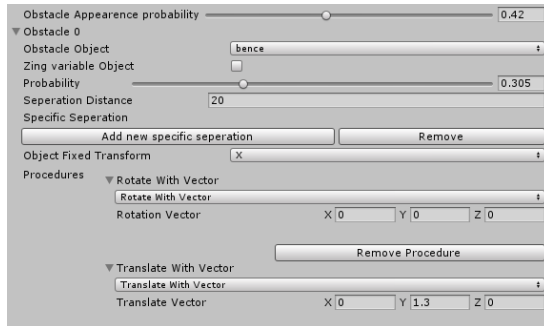 Obstacle Appearence probability 0.42
Obstacle 0
Obstacle Object bence
Zing variable Object
Probability 0.305
Seperation Distance 20
Specific Seperation
Add new specific seperation Remove
Object Fixed Transform X
Procedures Rotate With Vector
Rotate With Vector
Rotation Vector X 0 Y 0 Z 0
Remove Procedure
Translate With Vector
Translate With Vector
Translate Vector X 0 Y 1.3 Z 0